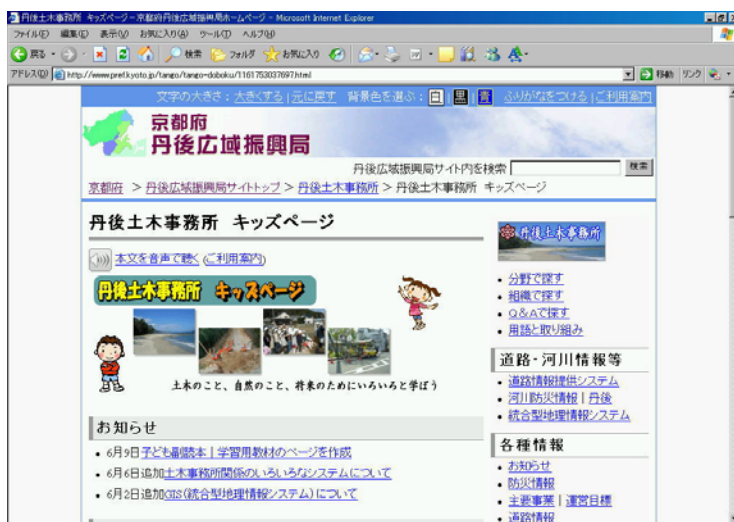 丹後土木事務所 キッズページ - 京都府丹後広域振興局ホームページ - Microsoft Internet Explorer
ファイル(F) 編集(E) 表示(V) お気に入り(A) ツール(T) ヘルプ(H)
戻る 検索 フォルダ お気に入り
アドレス(D) http://www.pref.kyoto.jp/tango/tango-doboku/1161753037697.html 移動 リンク
文字の大きさ:大きくする|元に戻す 背景色を選ぶ:白 黒 青 ふりがなをつける|ご利用案内
京都府
丹後広域振興局
丹後広域振興局サイト内を検索 検索
京都府 > 丹後広域振興局サイトトップ > 丹後土木事務所 > 丹後土木事務所 キッズページ
丹後土木事務所 キッズページ
本文を音声で聴く(ご利用案内)
丹後土木事務所 キッズページ
土木のこと、自然のこと、将来のためにいろいろと学ぼう
お知らせ
・6月9日子ども副読本|学習用教材のページを作成
・6月6日追加土木事務所関係のいろいろなシステムについて
・6月2日追加GIS(統合型地理情報システム)について
丹後土木事務所
・分野で探す
・組織で探す
・Q&Aで探す
・用語と取り組み
道路・河川情報等
・道路情報提供システム
・河川防災情報|丹後
・統合型地理情報システム
各種情報
・お知らせ
・防災情報
・主要事業|運営目標
・道路情報